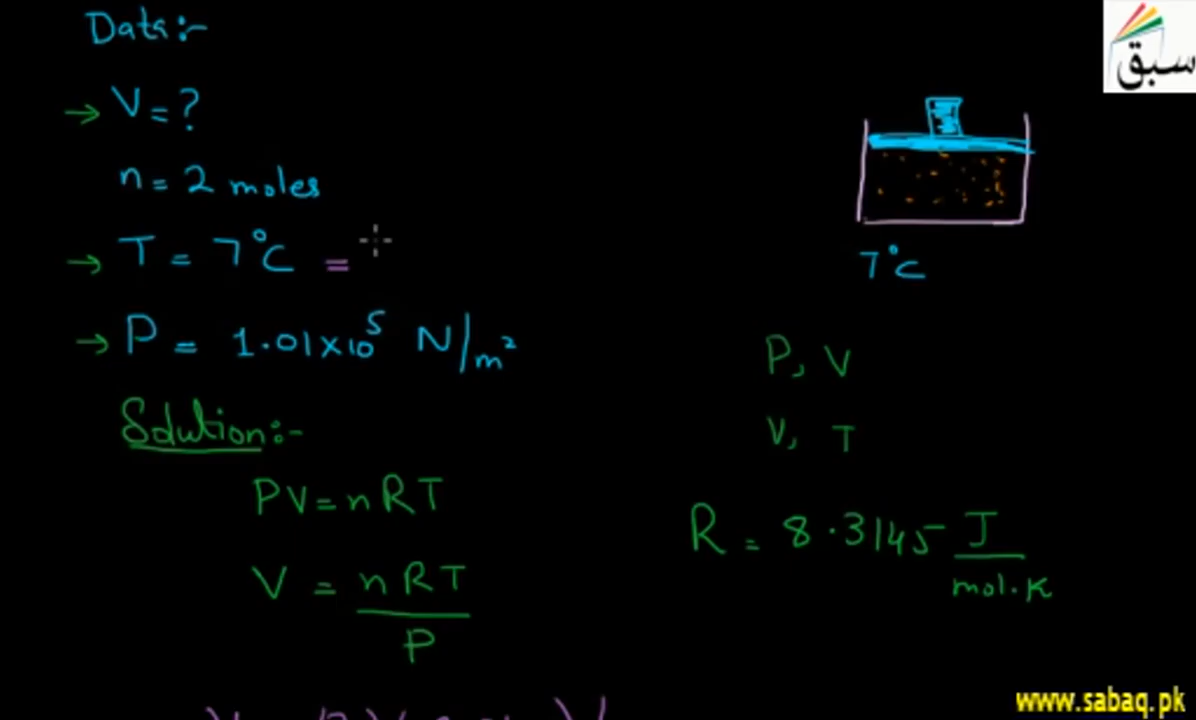 Data:-
سبق
→ V = ?
n = 2 moles
→ T = 7°C =
7°C
→ P = 1.01×10⁵ N/m²
P, V
Solution:-
V, T
PV = nRT
R = 8.3145 J/mol.K
V = nRT/P
www.sabaq.pk